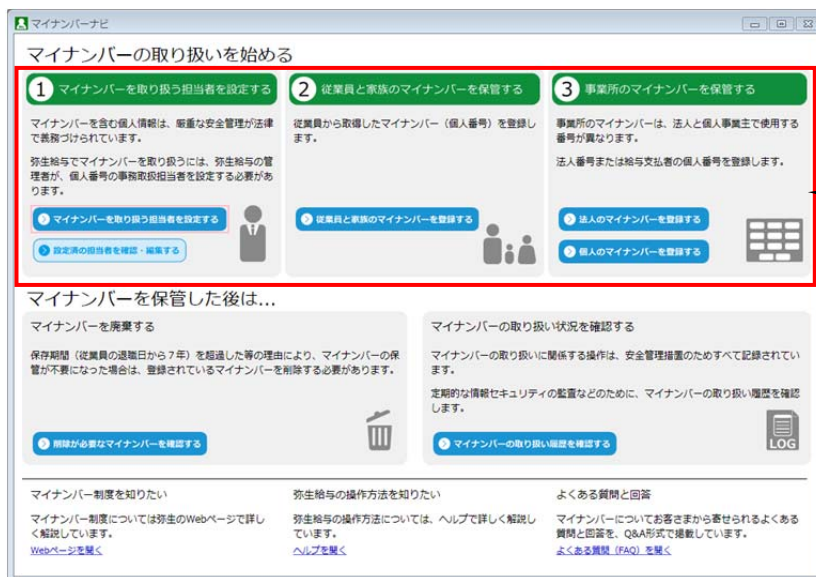 マイナンバーナビ
マイナンバーの取り扱いを始める
1 マイナンバーを取り扱う担当者を設定する
マイナンバーを含む個人情報は、厳重な安全管理が法律
で義務づけられています。
弥生給与でマイナンバーを取り扱うには、弥生給与の管
理者が、個人番号の事務取扱担当者を設定する必要があ
ります。
マイナンバーを取り扱う担当者を設定する
設定済の担当者を確認・編集する
2 従業員と家族のマイナンバーを保管する
従業員から取得したマイナンバー（個人番号）を登録し
ます。
従業員と家族のマイナンバーを登録する
3 事業所のマイナンバーを保管する
事業所のマイナンバーは、法人と個人事業主で使用する
番号が異なります。
法人番号または給与支払者の個人番号を登録します。
法人のマイナンバーを登録する
個人のマイナンバーを登録する
マイナンバーを保管した後は...
マイナンバーを廃棄する
保存期間（従業員の退職日から７年）を超過した等の理由により、マイナンバーの保
管が不要になった場合は、登録されているマイナンバーを削除する必要があります。
削除が必要なマイナンバーを確認する
マイナンバーの取り扱い状況を確認する
マイナンバーの取り扱いに関係する操作は、安全管理措置のためすべて記録されてい
ます。
定期的な情報セキュリティの監査などのために、マイナンバーの取り扱い履歴を確認
します。
マイナンバーの取り扱い履歴を確認する
LOG
マイナンバー制度を知りたい
マイナンバー制度については弥生のWebページで詳し
く解説しています。
Webページを開く
弥生給与の操作方法を知りたい
弥生給与の操作方法については、ヘルプで詳しく解説し
ています。
ヘルプを開く
よくある質問と回答
マイナンバーについてお客さまから寄せられるよくある
質問と回答を、Q&A形式で掲載しています。
よくある質問（FAQ）を開く